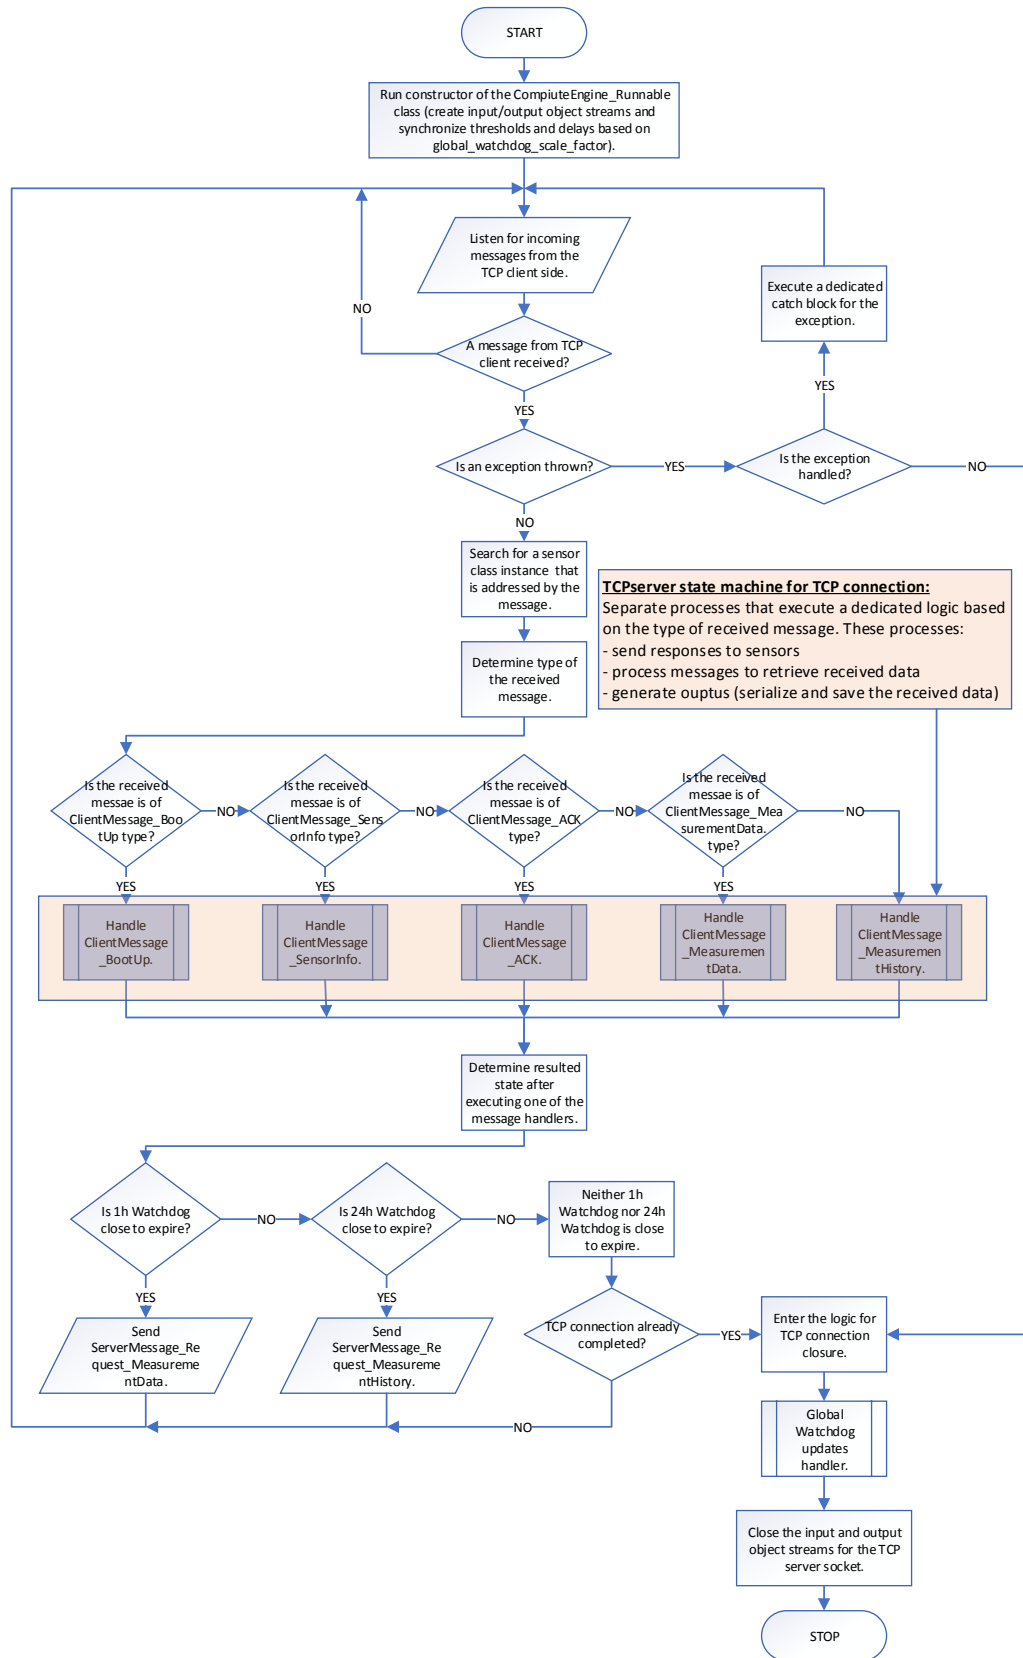 START
Run constructor of the CompiuteEngine_Runnable
class (create input/output object streams and
synchronize thresholds and delays based on
global_watchdog_scale_factor).
Listen for incoming
messages from the
TCP client side.
NO
A message from TCP
client received?
YES
Is an exception thrown?
YES
Is the exception
handled?
NO
YES
Execute a dedicated
catch block for the
exception.
NO
Search for a sensor
class instance that
is addressed by the
message.
Determine type of
the received
message.
TCPserver state machine for TCP connection:
Separate processes that execute a dedicated logic based
on the type of received message. These processes:
- send responses to sensors
- process messages to retrieve received data
- generate ouptus (serialize and save the received data)
Is the received
messae is of
ClientMessage_Boo
tUp type?
NO
Is the received
messae is of
ClientMessage_Sens
orInfo type?
NO
Is the received
messae is of
ClientMessage_ACK
type?
NO
Is the received
messae is of
ClientMessage_Mea
surementData.
type?
NO
YES
YES
YES
YES
Handle
ClientMessage
_BootUp.
Handle
ClientMessage
_SensorInfo.
Handle
ClientMessage
_ACK.
Handle
ClientMessage
_Measuremen
tData.
Handle
ClientMessage
_Measuremen
tHistory.
Determine resulted
state after
executing one of the
message handlers.
Is 1h Watchdog
close to expire?
NO
Is 24h Watchdog
close to expire?
NO
Neither 1h
Watchdog nor 24h
Watchdog is close
to expire.
YES
YES
Send
ServerMessage_Re
quest_Measureme
ntData.
Send
ServerMessage_Re
quest_Measureme
ntHistory.
TCP connection already
completed?
YES
Enter the logic for
TCP connection
closure.
NO
Global
Watchdog
updates
handler.
Close the input and output
object streams for the TCP
server socket.
STOP